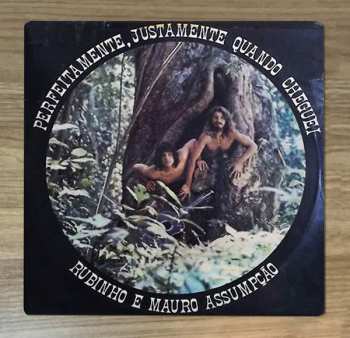 PERFEITAMENTE, JUSTAMENTE QUANDO CHEGUEI
RUBINHO E MAURO ASSUMPÇÃO